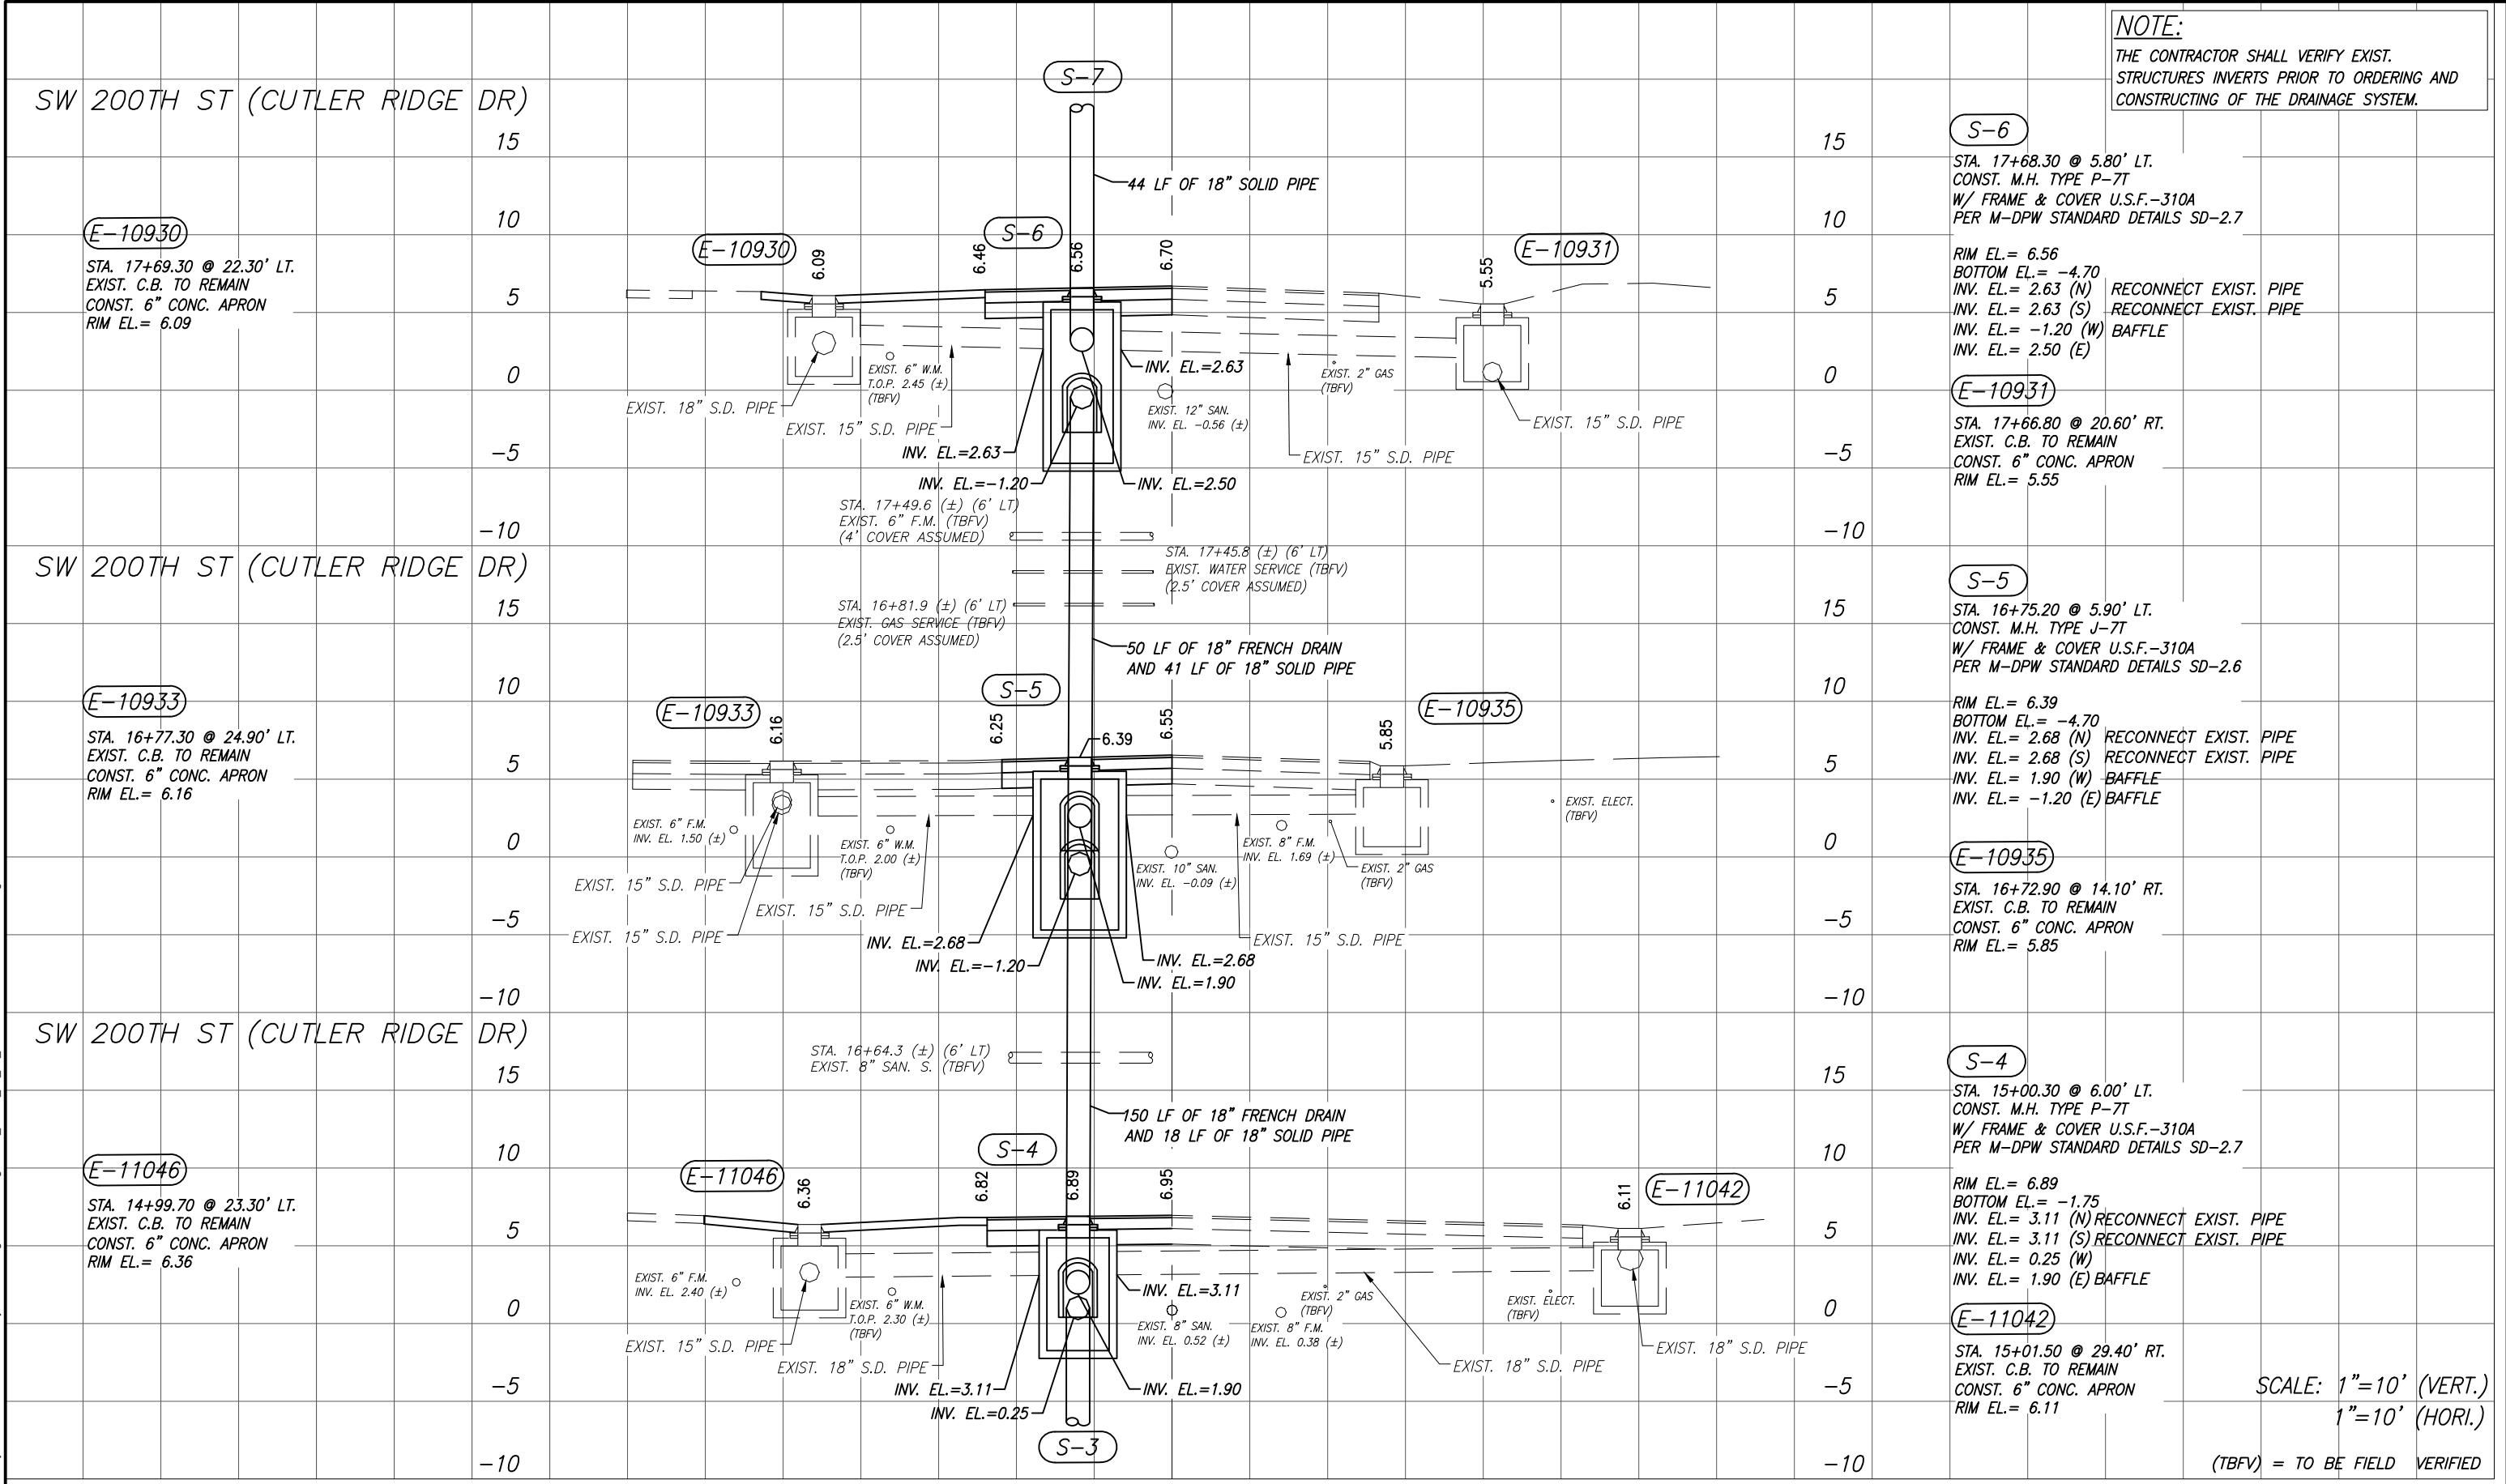 NOTE:
THE CONTRACTOR SHALL VERIFY EXIST.
STRUCTURES INVERTS PRIOR TO ORDERING AND
CONSTRUCTING OF THE DRAINAGE SYSTEM.
SW 200TH ST (CUTLER RIDGE DR)
15
10
5
0
-5
-10
E-10930
STA. 17+69.30 @ 22.30' LT.
EXIST. C.B. TO REMAIN
CONST. 6" CONC. APRON
RIM EL.= 6.09
S-7
44 LF OF 18" SOLID PIPE
E-10930
6.09
6.46
S-6
6.56
6.70
5.55
E-10931
EXIST. 6" W.M.
T.O.P. 2.45 (±)
(TBFV)
EXIST. 18" S.D. PIPE
EXIST. 15" S.D. PIPE
INV. EL.=2.63
INV. EL.=2.63
EXIST. 12" SAN.
INV. EL. -0.56 (±)
EXIST. 2" GAS
(TBFV)
EXIST. 15" S.D. PIPE
EXIST. 15" S.D. PIPE
INV. EL.=-1.20
INV. EL.=2.50
STA. 17+49.6 (±) (6' LT)
EXIST. 6" F.M. (TBFV)
(4' COVER ASSUMED)
STA. 17+45.8 (±) (6' LT)
EXIST. WATER SERVICE (TBFV)
(2.5' COVER ASSUMED)
STA. 16+81.9 (±) (6' LT)
EXIST. GAS SERVICE (TBFV)
(2.5' COVER ASSUMED)
15
10
5
0
-5
-10
S-6
STA. 17+68.30 @ 5.80' LT.
CONST. M.H. TYPE P-7T
W/ FRAME & COVER U.S.F.-310A
PER M-DPW STANDARD DETAILS SD-2.7
RIM EL.= 6.56
BOTTOM EL.= -4.70
INV. EL.= 2.63 (N) RECONNECT EXIST. PIPE
INV. EL.= 2.63 (S) RECONNECT EXIST. PIPE
INV. EL.= -1.20 (W) BAFFLE
INV. EL.= 2.50 (E)
E-10931
STA. 17+66.80 @ 20.60' RT.
EXIST. C.B. TO REMAIN
CONST. 6" CONC. APRON
RIM EL.= 5.55
SW 200TH ST (CUTLER RIDGE DR)
15
10
5
0
-5
-10
E-10933
STA. 16+77.30 @ 24.90' LT.
EXIST. C.B. TO REMAIN
CONST. 6" CONC. APRON
RIM EL.= 6.16
50 LF OF 18" FRENCH DRAIN
AND 41 LF OF 18" SOLID PIPE
E-10933
6.16
6.25
S-5
6.39
6.55
5.85
E-10935
EXIST. 6" F.M.
INV. EL. 1.50 (±)
EXIST. 6" W.M.
T.O.P. 2.00 (±)
(TBFV)
EXIST. 15" S.D. PIPE
EXIST. 15" S.D. PIPE
EXIST. 15" S.D. PIPE
EXIST. 10" SAN.
INV. EL. -0.09 (±)
EXIST. 8" F.M.
INV. EL. 1.69 (±)
EXIST. 2" GAS
(TBFV)
EXIST. ELECT.
(TBFV)
EXIST. 15" S.D. PIPE
INV. EL.=2.68
INV. EL.=-1.20
INV. EL.=2.68
INV. EL.=1.90
STA. 16+64.3 (±) (6' LT)
EXIST. 8" SAN. S. (TBFV)
15
10
5
0
-5
-10
S-5
STA. 16+75.20 @ 5.90' LT.
CONST. M.H. TYPE J-7T
W/ FRAME & COVER U.S.F.-310A
PER M-DPW STANDARD DETAILS SD-2.6
RIM EL.= 6.39
BOTTOM EL.= -4.70
INV. EL.= 2.68 (N) RECONNECT EXIST. PIPE
INV. EL.= 2.68 (S) RECONNECT EXIST. PIPE
INV. EL.= 1.90 (W) BAFFLE
INV. EL.= -1.20 (E) BAFFLE
E-10935
STA. 16+72.90 @ 14.10' RT.
EXIST. C.B. TO REMAIN
CONST. 6" CONC. APRON
RIM EL.= 5.85
SW 200TH ST (CUTLER RIDGE DR)
15
10
5
0
-5
-10
E-11046
STA. 14+99.70 @ 23.30' LT.
EXIST. C.B. TO REMAIN
CONST. 6" CONC. APRON
RIM EL.= 6.36
150 LF OF 18" FRENCH DRAIN
AND 18 LF OF 18" SOLID PIPE
E-11046
6.36
6.82
S-4
6.89
6.95
6.11
E-11042
EXIST. 6" F.M.
INV. EL. 2.40 (±)
EXIST. 6" W.M.
T.O.P. 2.30 (±)
(TBFV)
EXIST. 15" S.D. PIPE
EXIST. 18" S.D. PIPE
INV. EL.=3.11
EXIST. 8" SAN.
INV. EL. 0.52 (±)
EXIST. 8" F.M.
INV. EL. 0.38 (±)
EXIST. 2" GAS
(TBFV)
EXIST. ELECT.
(TBFV)
EXIST. 18" S.D. PIPE
EXIST. 18" S.D. PIPE
INV. EL.=3.11
INV. EL.=1.90
INV. EL.=0.25
S-3
15
10
5
0
-5
-10
S-4
STA. 15+00.30 @ 6.00' LT.
CONST. M.H. TYPE P-7T
W/ FRAME & COVER U.S.F.-310A
PER M-DPW STANDARD DETAILS SD-2.7
RIM EL.= 6.89
BOTTOM EL.= -1.75
INV. EL.= 3.11 (N) RECONNECT EXIST. PIPE
INV. EL.= 3.11 (S) RECONNECT EXIST. PIPE
INV. EL.= 0.25 (W)
INV. EL.= 1.90 (E) BAFFLE
E-11042
STA. 15+01.50 @ 29.40' RT.
EXIST. C.B. TO REMAIN
CONST. 6" CONC. APRON
RIM EL.= 6.11
SCALE: 1"=10' (VERT.)
1"=10' (HORI.)
(TBFV) = TO BE FIELD VERIFIED